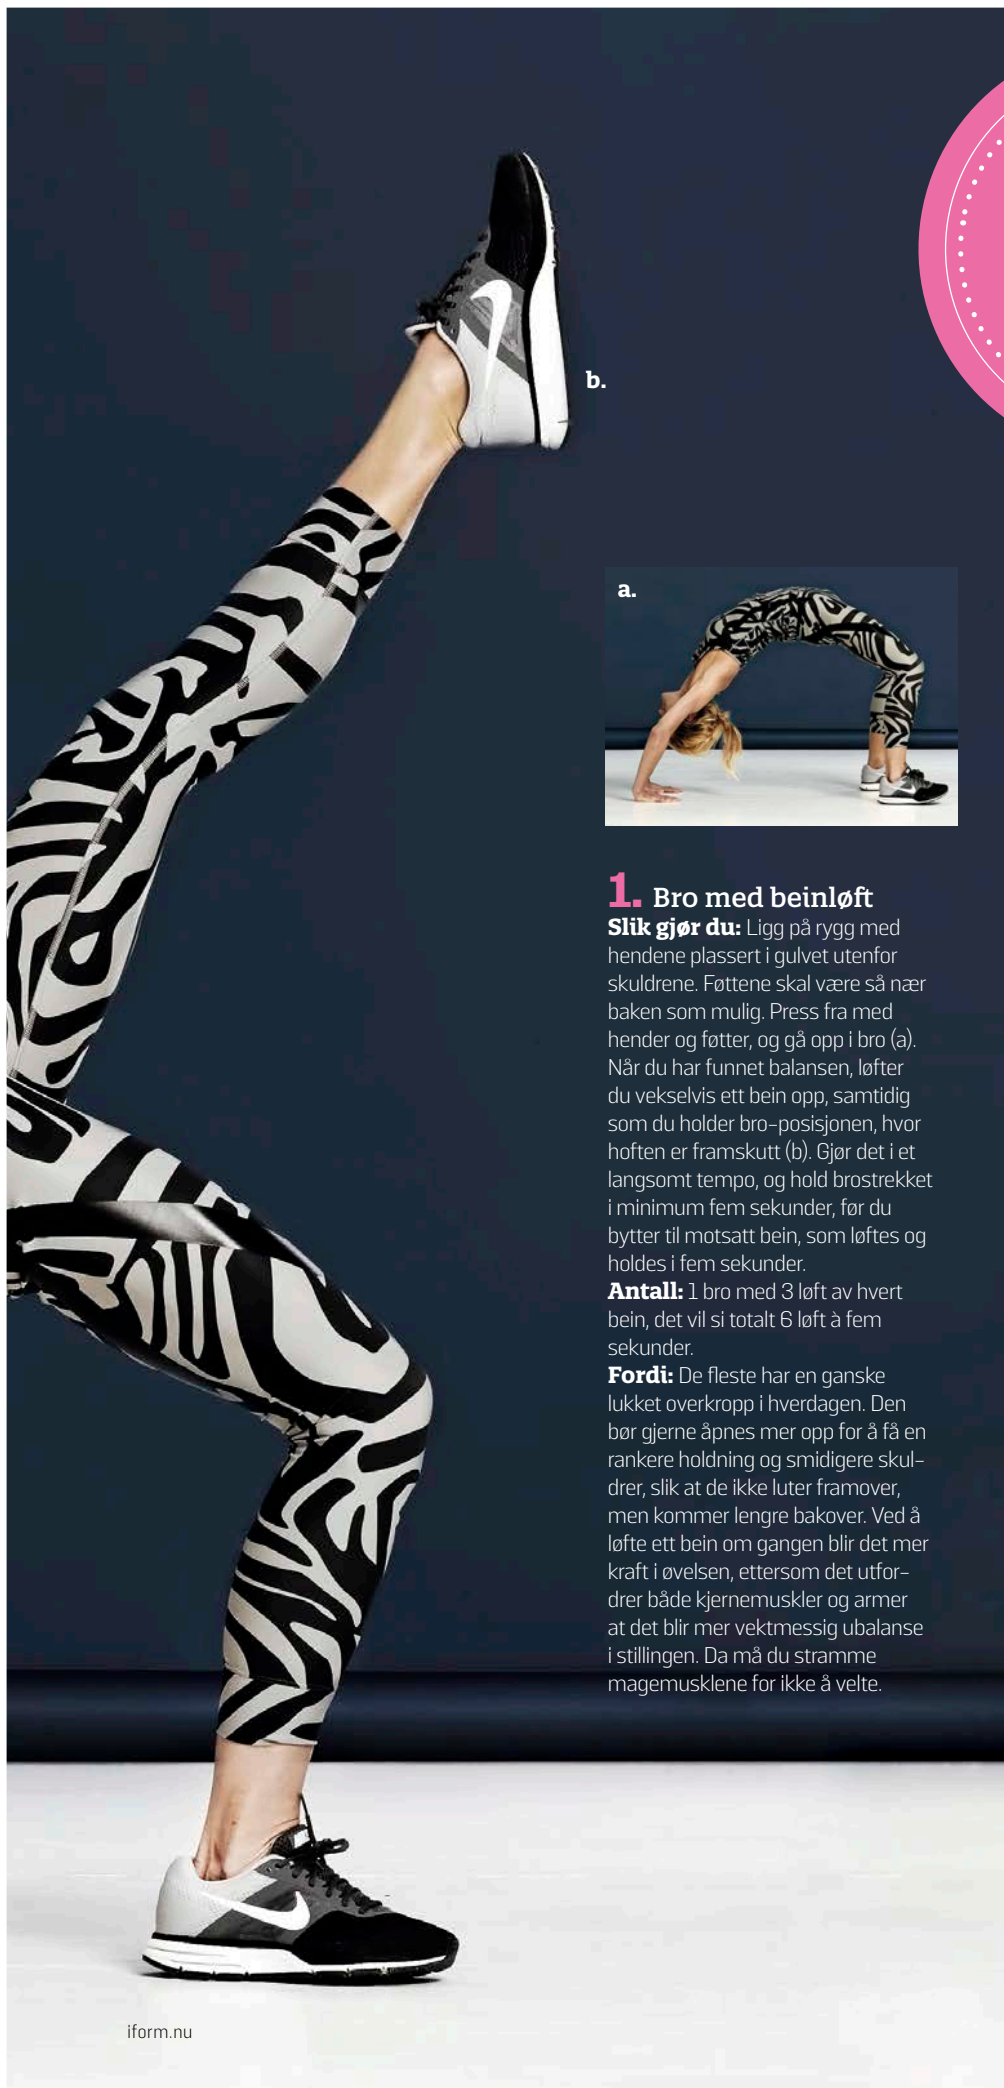 b.
a.
1. Bro med beinløft
Slik gjør du: Ligg på rygg med
hendene plassert i gulvet utenfor
skuldrene. Føttene skal være så nær
baken som mulig. Press fra med
hender og føtter, og gå opp i bro (a).
Når du har funnet balansen, løfter
du vekselvis ett bein opp, samtidig
som du holder bro-posisjonen, hvor
hoften er framskutt (b). Gjør det i et
langsomt tempo, og hold brostrekket
i minimum fem sekunder, før du
bytter til motsatt bein, som løftes og
holdes i fem sekunder.
Antall: 1 bro med 3 løft av hvert
bein, det vil si totalt 6 løft à fem
sekunder.
Fordi: De fleste har en ganske
lukket overkropp i hverdagen. Den
bør gjerne åpnes mer opp for å få en
rankere holdning og smidigere skul-
drer, slik at de ikke luter framover,
men kommer lengre bakover. Ved å
løfte ett bein om gangen blir det mer
kraft i øvelsen, ettersom det utfor-
drer både kjernemuskler og armer
at det blir mer vektmessig ubalanse
i stillingen. Da må du stramme
magemusklene for ikke å velte.
iform.nu